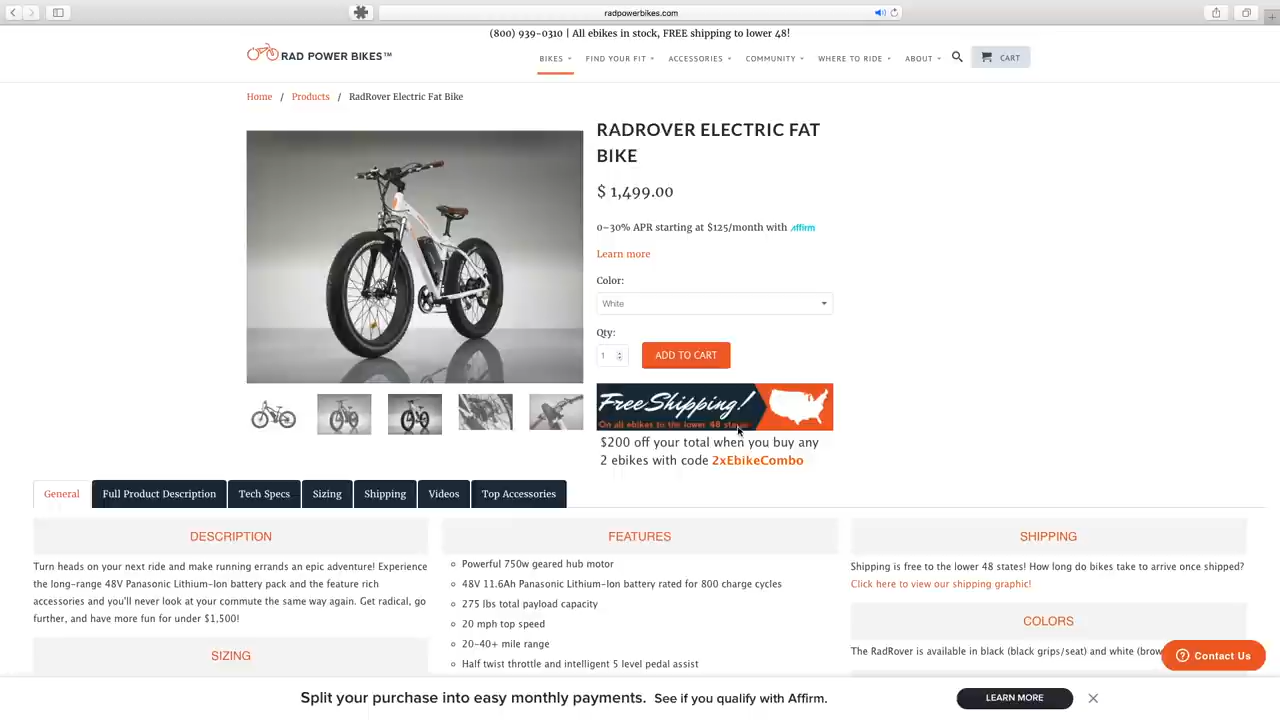 radpowerbikes.com
(800) 939-0310 | All ebikes in stock, FREE shipping to lower 48!
RAD POWER BIKES™
BIKES
FIND YOUR FIT
ACCESSORIES
COMMUNITY
WHERE TO RIDE
ABOUT
CART
Home / Products / RadRover Electric Fat Bike
RADROVER ELECTRIC FAT
BIKE
$ 1,499.00
0–30% APR starting at $125/month with affirm
Learn more
Color:
White
Qty:
1
ADD TO CART
Free Shipping!
On all ebikes to the lower 48
$200 off your total when you buy any
2 ebikes with code 2xEbikeCombo
General
Full Product Description
Tech Specs
Sizing
Shipping
Videos
Top Accessories
DESCRIPTION
Turn heads on your next ride and make running errands an epic adventure! Experience
the long-range 48V Panasonic Lithium-Ion battery pack and the feature rich
accessories and you'll never look at your commute the same way again. Get radical, go
further, and have more fun for under $1,500!
SIZING
FEATURES
Powerful 750w geared hub motor
48V 11.6Ah Panasonic Lithium-Ion battery rated for 800 charge cycles
275 lbs total payload capacity
20 mph top speed
20-40+ mile range
Half twist throttle and intelligent 5 level pedal assist
SHIPPING
Shipping is free to the lower 48 states! How long do bikes take to arrive once shipped?
Click here to view our shipping graphic!
COLORS
The RadRover is available in black (black grips/seat) and white
Contact Us
Split your purchase into easy monthly payments. See if you qualify with Affirm.
LEARN MORE